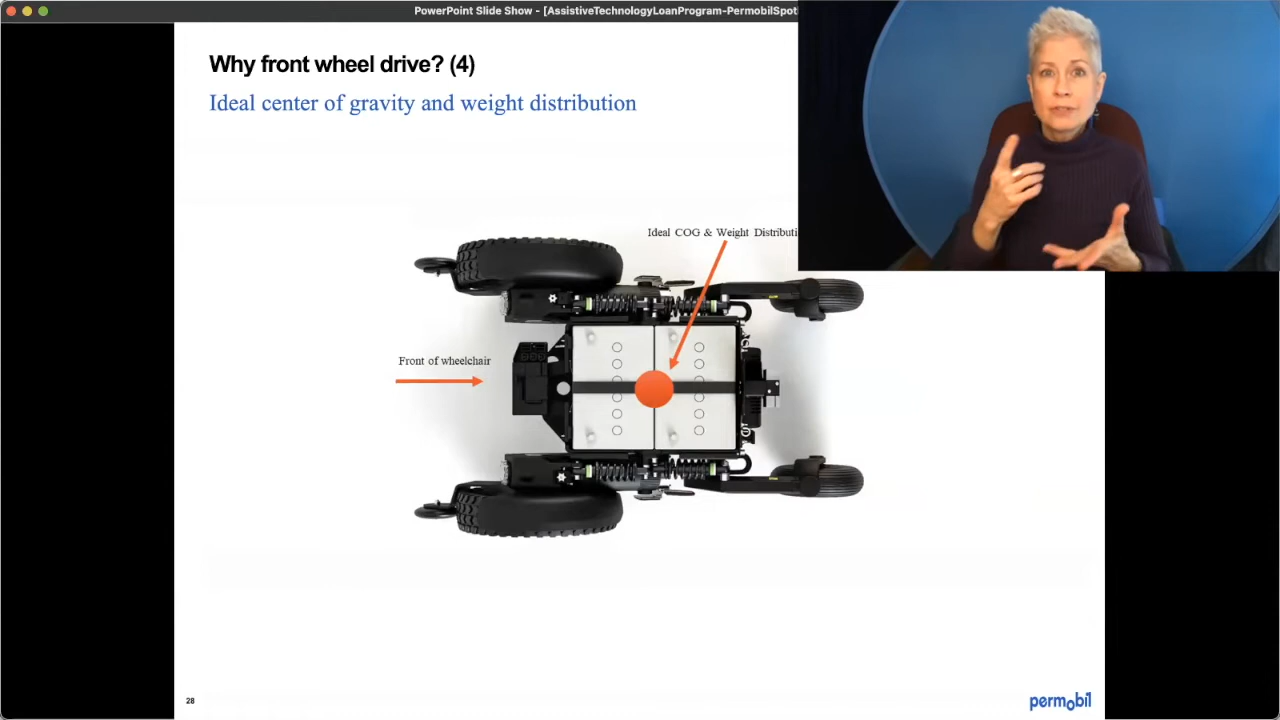 PowerPoint Slide Show - [AssistiveTechnologyLoanProgram-PermobilSpot
Why front wheel drive? (4)
Ideal center of gravity and weight distribution
Ideal COG & Weight Distributi
Front of wheelchair
28
permobil